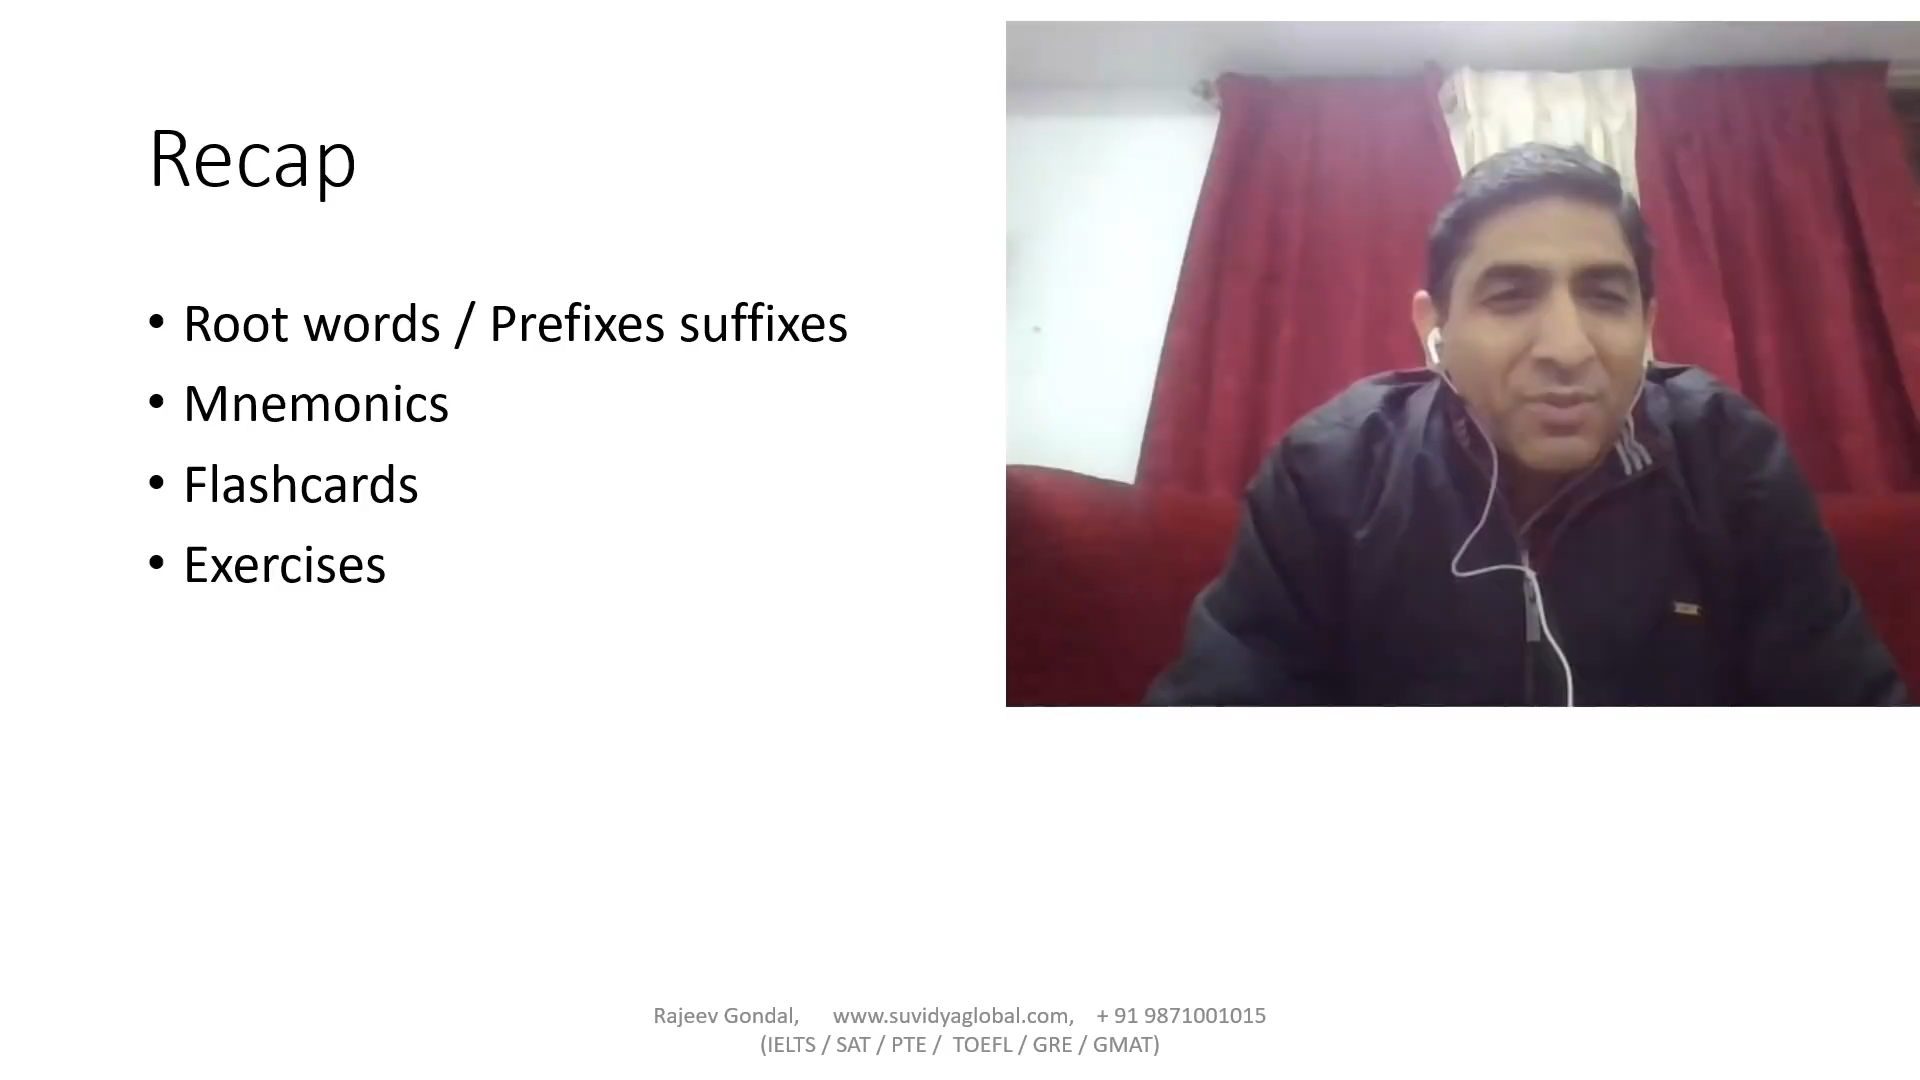 Recap
• Root words / Prefixes suffixes
• Mnemonics
• Flashcards
• Exercises
Rajeev Gondal, www.suvidyaglobal.com, + 91 9871001015
(IELTS / SAT / PTE / TOEFL / GRE / GMAT)